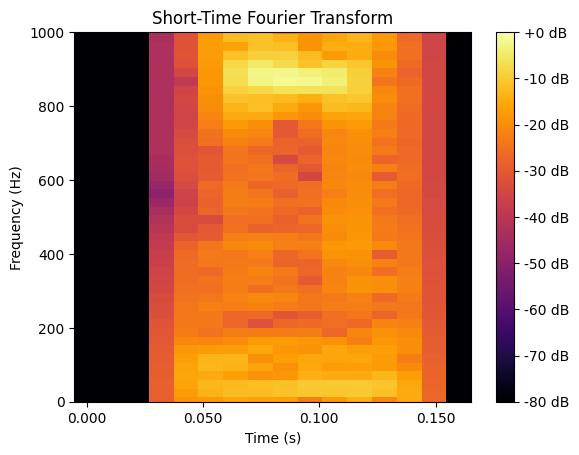 Short-Time Fourier Transform
1000
800
600
400
200
0
Frequency (Hz)
0.000
0.050
0.100
0.150
Time (s)
+0 dB
-10 dB
-20 dB
-30 dB
-40 dB
-50 dB
-60 dB
-70 dB
-80 dB